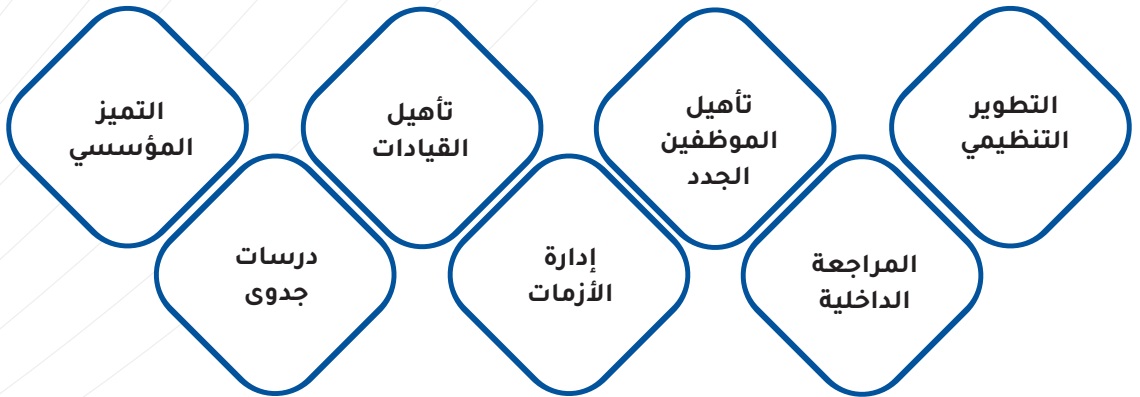 التطوير
التنظيمي
تأهيل
الموظفين
الجدد
تأهيل
القيادات
التميز
المؤسسي
المراجعة
الداخلية
إدارة
الأزمات
درسات
جدوى